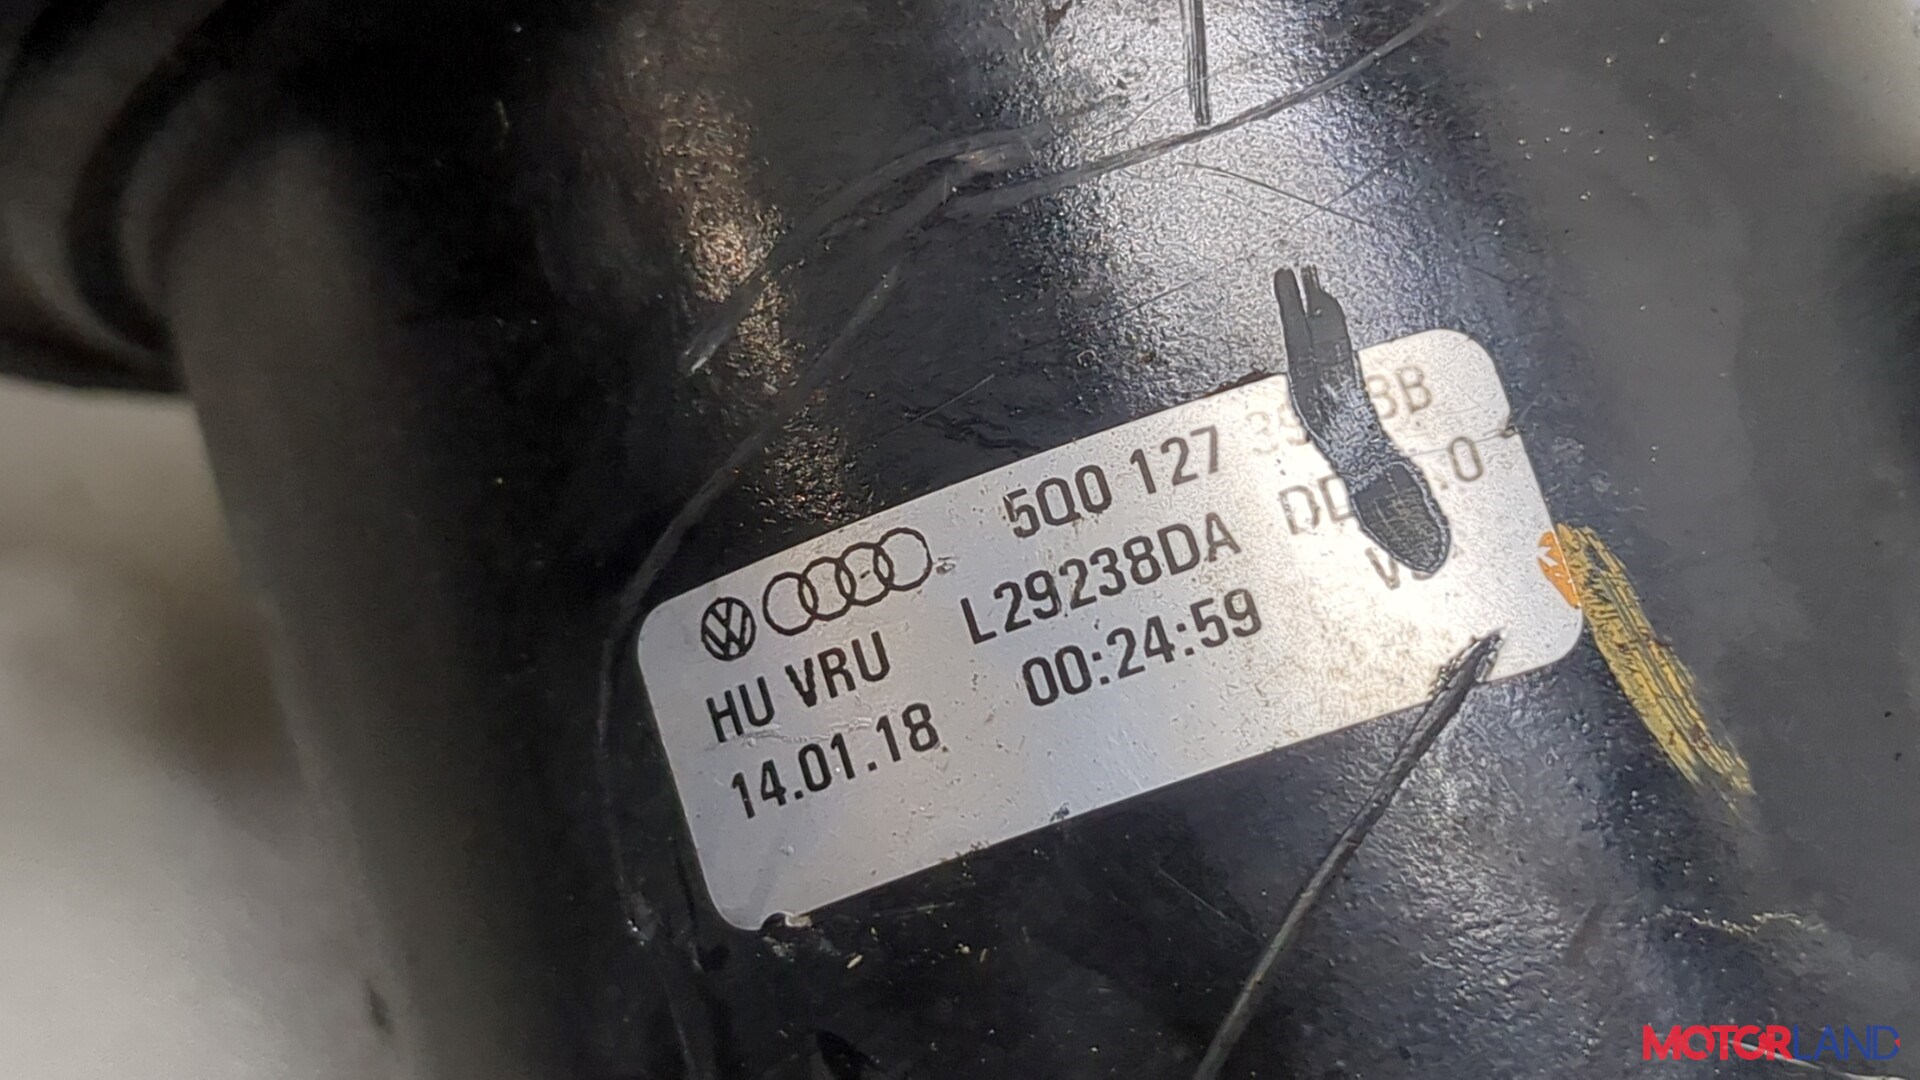 5Q0 127
HU VRU L29238DA
14.01.18 00:24:59
MOTORLAND